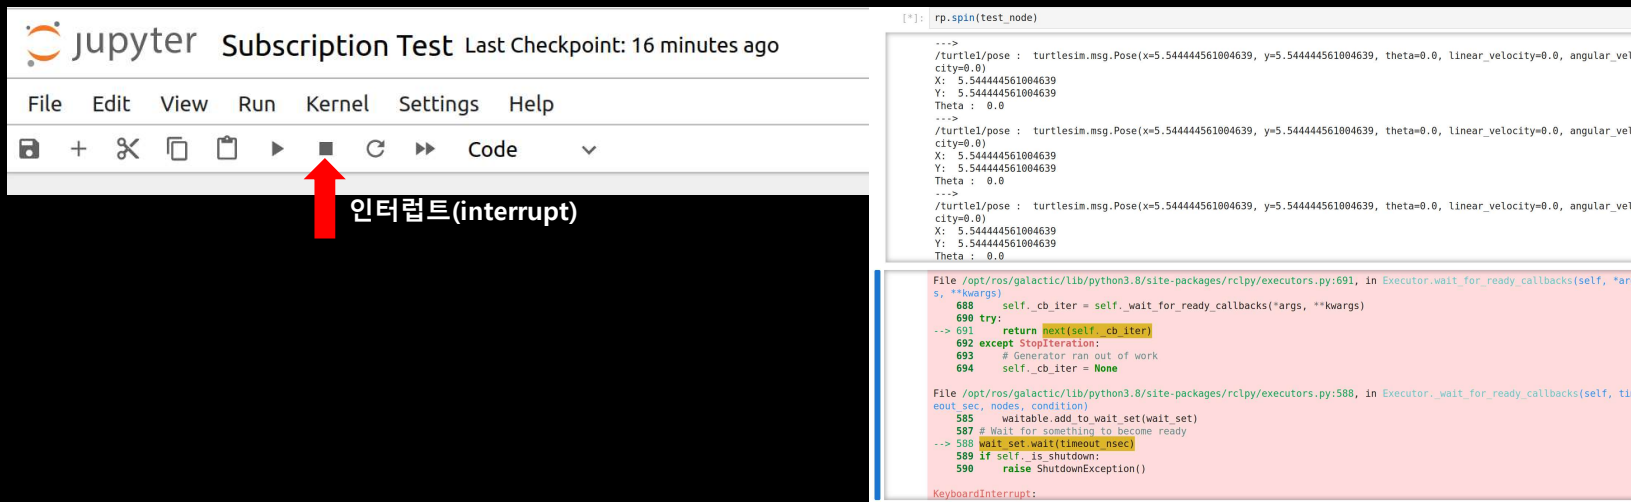 jupyter Subscription Test Last Checkpoint: 16 minutes ago
File Edit View Run Kernel Settings Help
Code
인터럽트(interrupt)
[*]: rp.spin(test_node)
--->
/turtle1/pose :  turtlesim.msg.Pose(x=5.544444561004639, y=5.544444561004639, theta=0.0, linear_velocity=0.0, angular_vel
city=0.0)
X:  5.544444561004639
Y:  5.544444561004639
Theta :  0.0
--->
/turtle1/pose :  turtlesim.msg.Pose(x=5.544444561004639, y=5.544444561004639, theta=0.0, linear_velocity=0.0, angular_vel
city=0.0)
X:  5.544444561004639
Y:  5.544444561004639
Theta :  0.0
--->
/turtle1/pose :  turtlesim.msg.Pose(x=5.544444561004639, y=5.544444561004639, theta=0.0, linear_velocity=0.0, angular_vel
city=0.0)
X:  5.544444561004639
Y:  5.544444561004639
Theta :  0.0
File /opt/ros/galactic/lib/python3.8/site-packages/rclpy/executors.py:691, in Executor.wait_for_ready_callbacks(self, *ar
s, **kwargs)
688     self._cb_iter = self._wait_for_ready_callbacks(*args, **kwargs)
690 try:
--> 691     return next(self._cb_iter)
692 except StopIteration:
693     # Generator ran out of work
694     self._cb_iter = None
File /opt/ros/galactic/lib/python3.8/site-packages/rclpy/executors.py:588, in Executor._wait_for_ready_callbacks(self, ti
eout_sec, nodes, condition)
585     waitable.add_to_wait_set(wait_set)
587 # Wait for something to become ready
--> 588 wait_set.wait(timeout_nsec)
589 if self._is_shutdown:
590     raise ShutdownException()
KeyboardInterrupt: